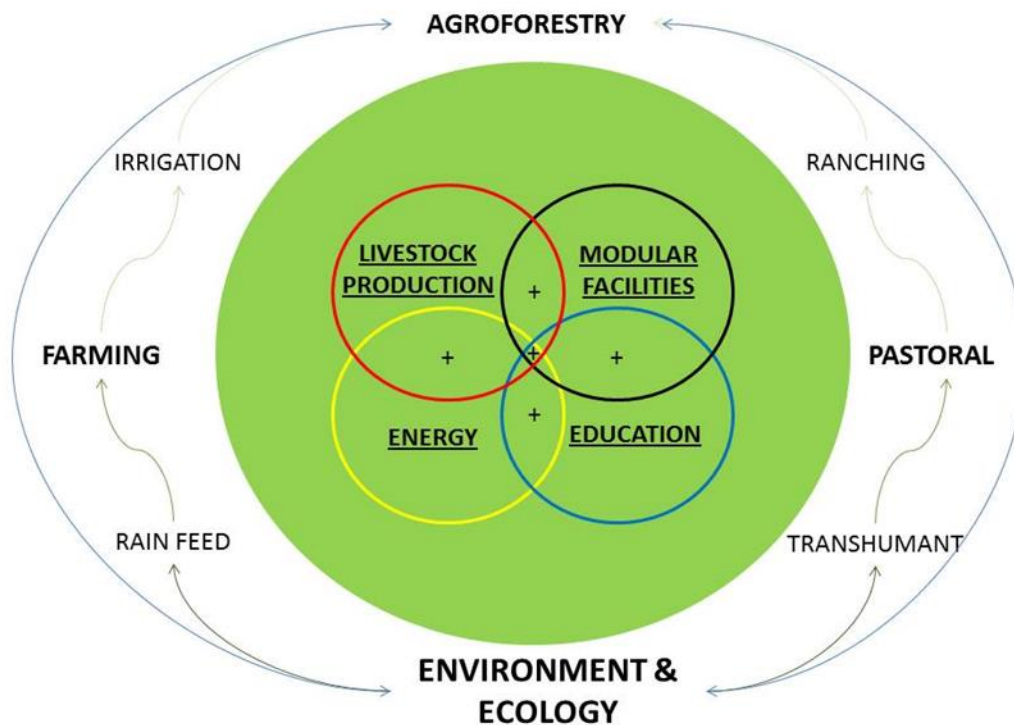 AGROFORESTRY
IRRIGATION
RANCHING
LIVESTOCK
PRODUCTION
MODULAR
FACILITIES
+
FARMING
+
+
+
PASTORAL
+
ENERGY
EDUCATION
RAIN FEED
TRANSHUMANT
ENVIRONMENT &
ECOLOGY